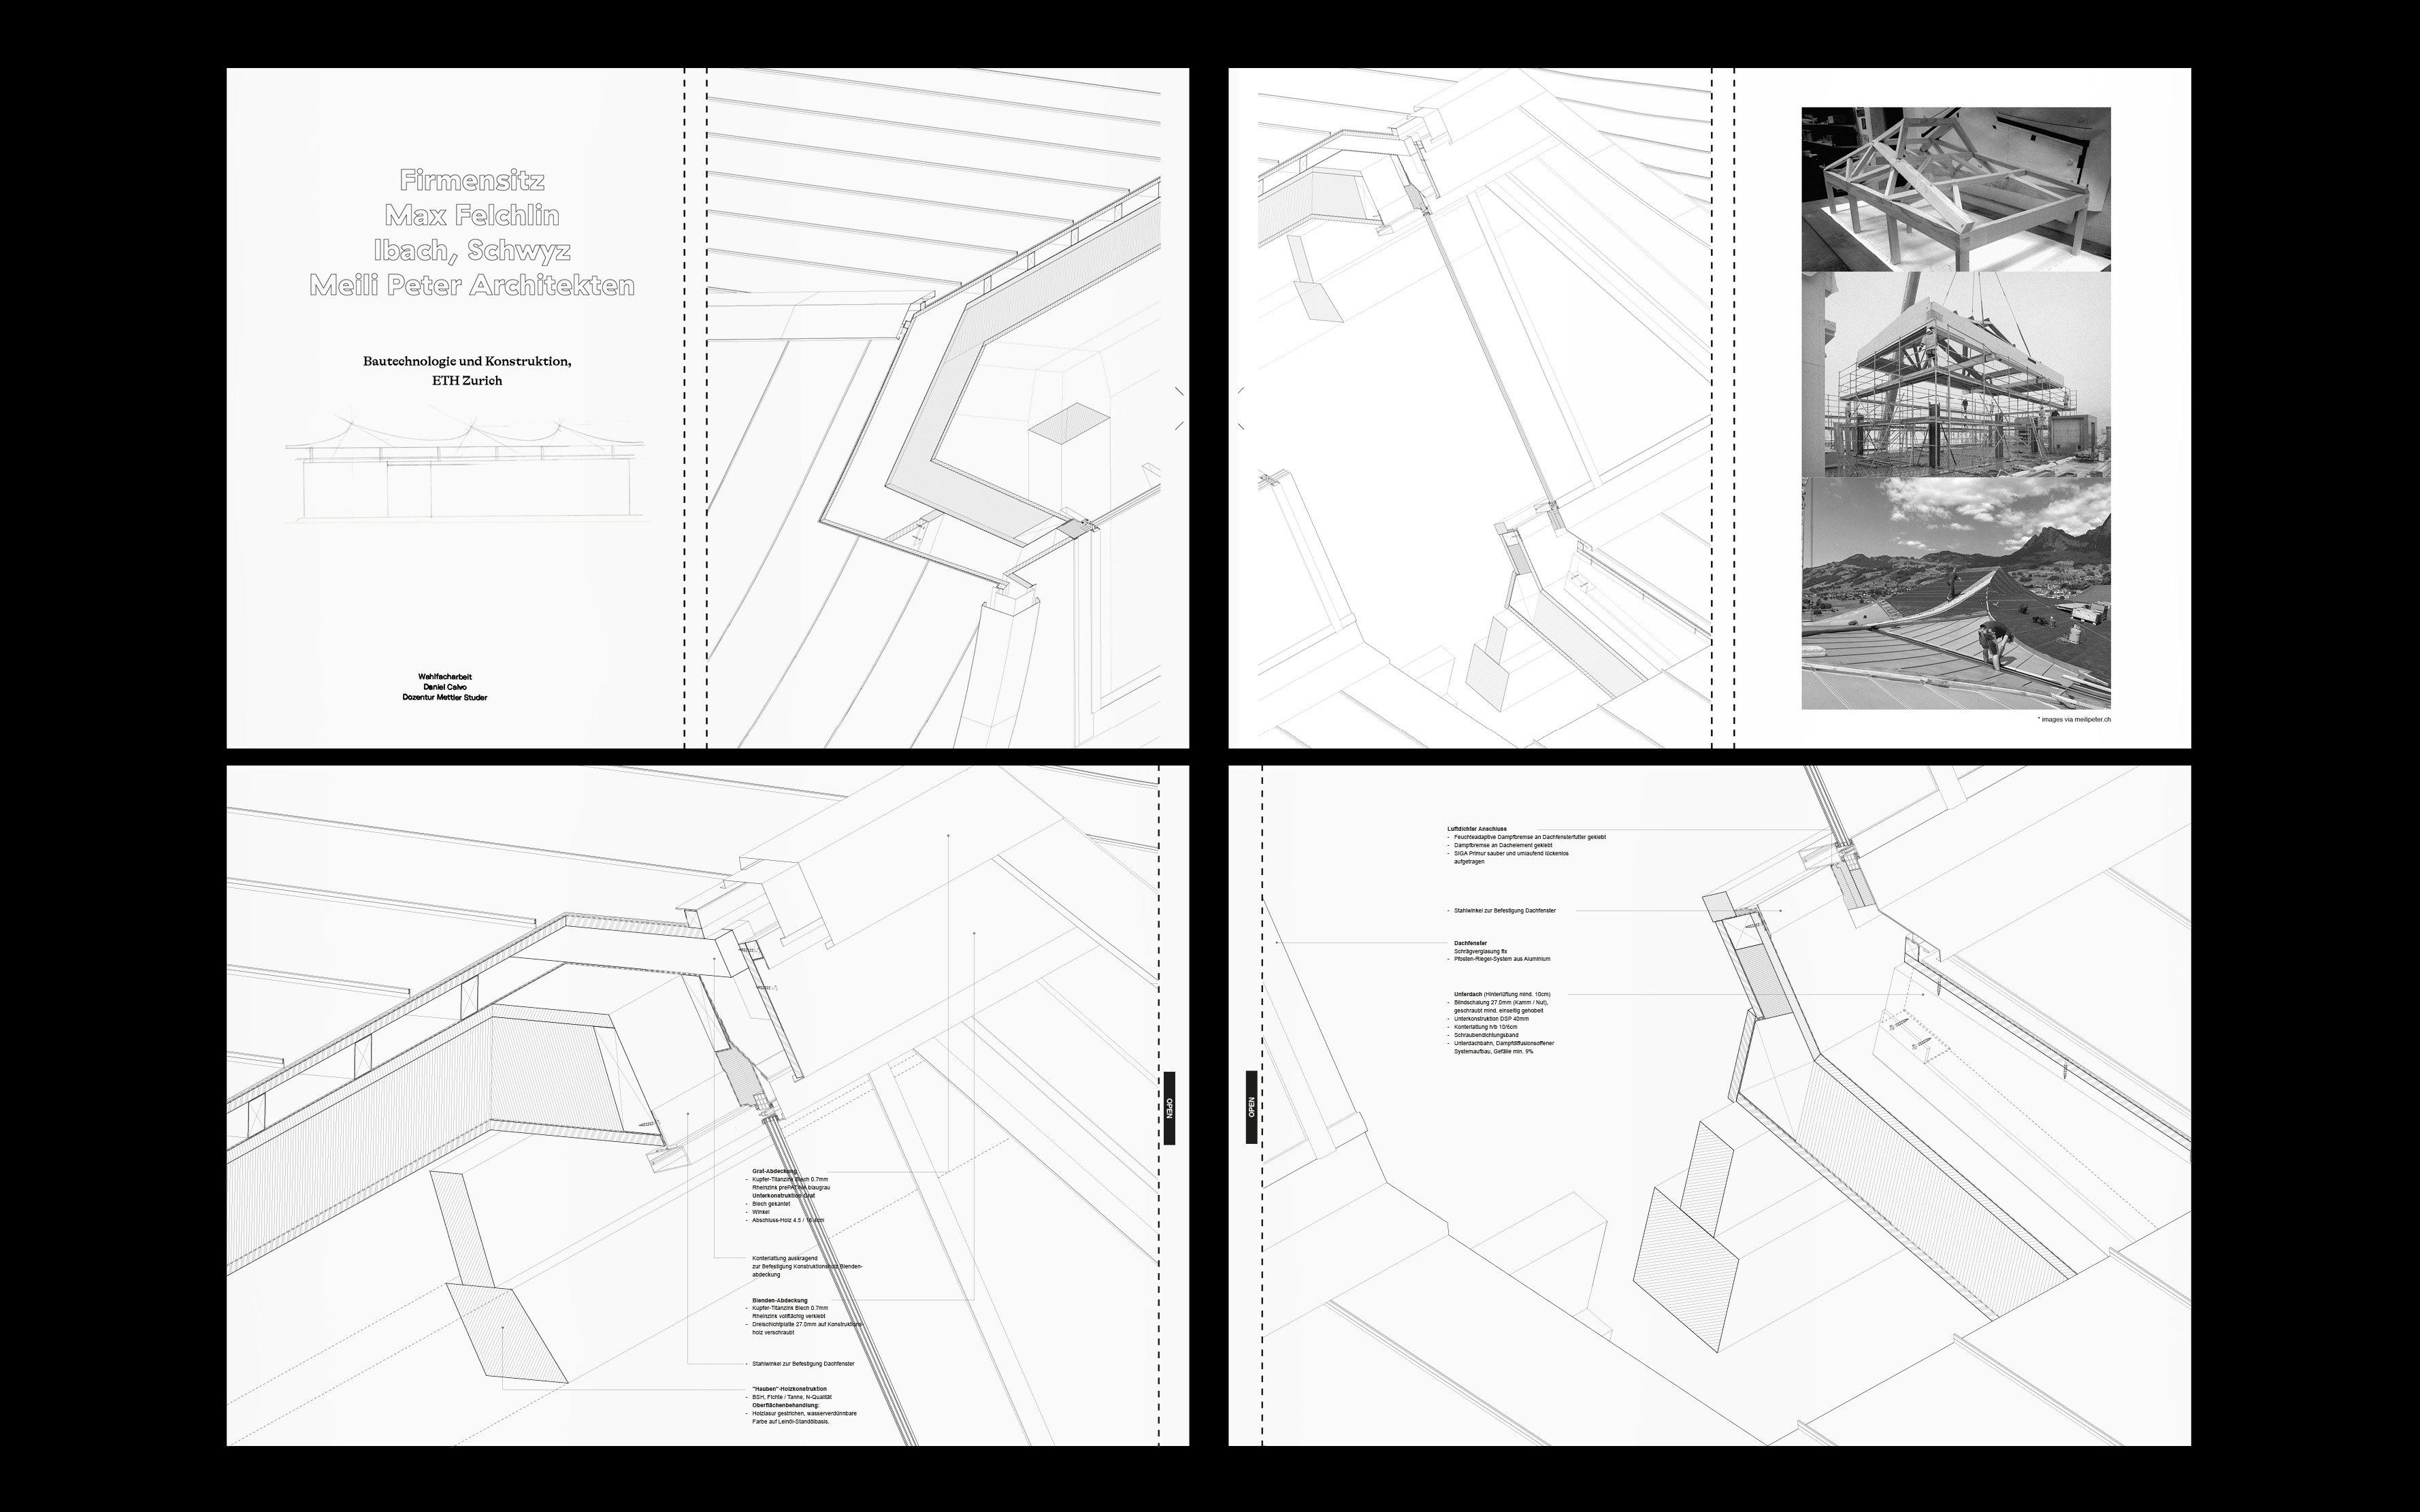 Firmensitz
Max Felchlin
Ibach, Schwyz
Meili Peter Architekten
Bautechnologie und Konstruktion,
ETH Zurich
Wahlfacharbeit
Daniel Calvo
Dozentur Mettler Studer
* images via meilipeter.ch
Grat-Abdeckung
- Kupfer-Titanzink Blech 0.7mm
Rheinzink prePATINA blaugrau
Unterkonstruktion Grat
- Blech gekantet
- Winkel
- Abschluss-Holz 4.5 /
Konterlattung auskragend
zur Befestigung Konstruktionsholz Blenden-
abdeckung
Blenden-Abdeckung
- Kupfer-Titanzink Blech 0.7mm
Rheinzink vollflächig verklebt
- Dreischichtplatte 27.0mm auf Konstruktions-
holz verschraubt
- Stahlwinkel zur Befestigung Dachfenster
"Hauben"-Holzkonstruktion
- BSH, Fichte / Tanne, N-Qualität
Oberflächenbehandlung:
- Holzlasur gestrichen, wasserverdünnbare
Farbe auf Leinöl-Standölbasis.
OPEN
OPEN
Luftdichter Anschluss
- Feuchteadaptive Dampfbremse an Dachfensterfutter geklebt
- Dampfbremse an Dachelement geklebt
- SIGA Primur sauber und umlaufend lückenlos
aufgetragen
- Stahlwinkel zur Befestigung Dachfenster
Dachfenster
Schrägverglasung fix
- Pfosten-Riegel-System aus Aluminium
Unterdach (Hinterlüftung mind. 10cm)
- Blindschalung 27.0mm (Kamm / Nut),
geschraubt mind. einseitig gehobelt
- Unterkonstruktion DSP 40mm
- Konterlattung h/b 10/6cm
- Schraubendichtungsband
- Unterdachbahn, Dampfdiffusionsoffener
Systemaufbau, Gefälle min. 9%